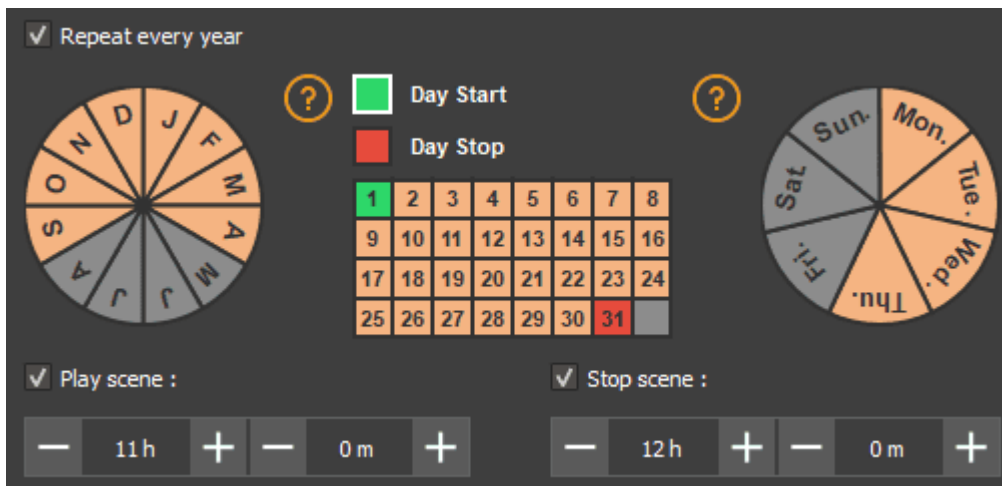 Repeat every year
J
F
M
A
M
J
J
A
S
O
N
D
?
Day Start
Day Stop
1 2 3 4 5 6 7 8
9 10 11 12 13 14 15 16
17 18 19 20 21 22 23 24
25 26 27 28 29 30 31
?
Mon.
Tue.
Wed.
Thu.
Fri.
Sat
Sun.
Play scene :
Stop scene :
— 11 h + — 0 m +
— 12 h + — 0 m +